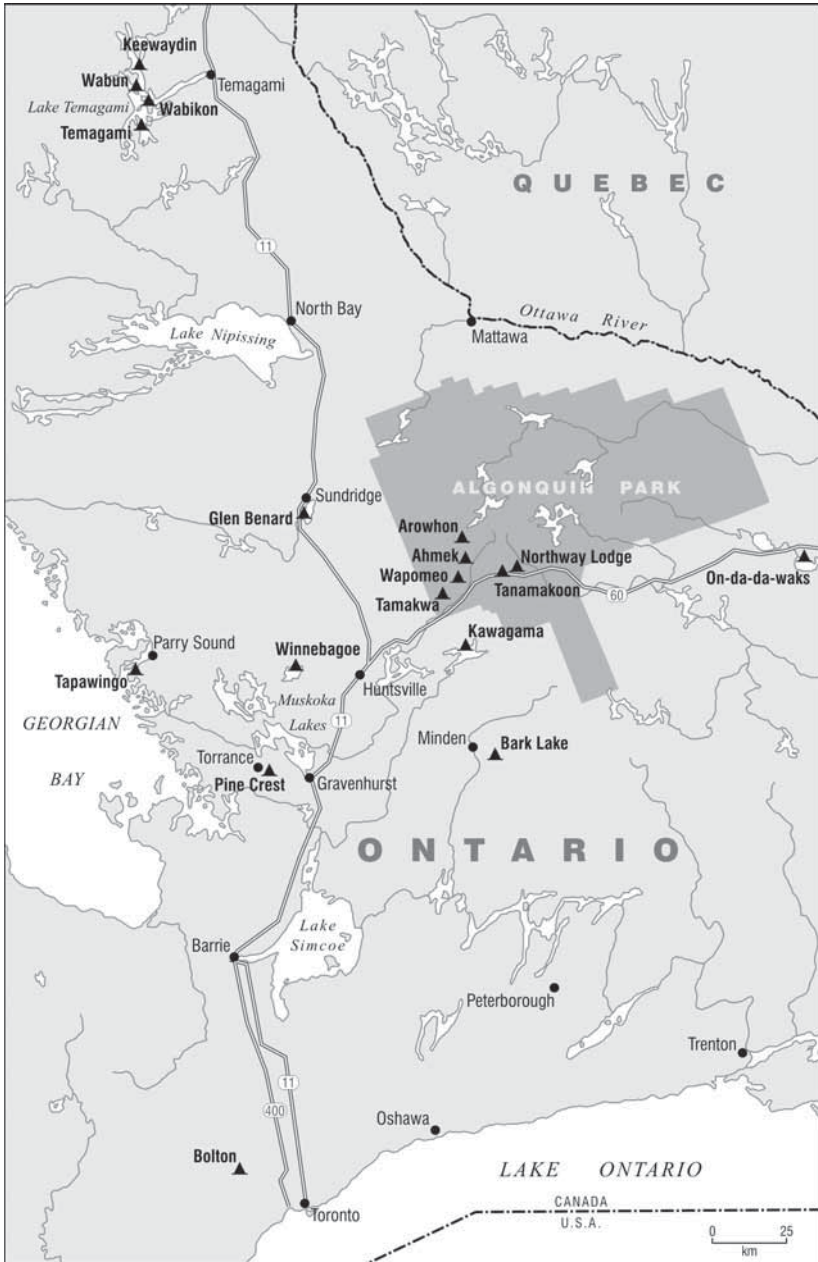 Keewaydin
Temagami
Wabun
Lake Temagami
Wabikon
Temagami
QUEBEC
11
North Bay
Lake Nipissing
Ottawa River
Mattawa
ALGONQUIN PARK
Sundridge
Glen Benard
Arowhon
Ahmek
Northway Lodge
Wapomeo
On-da-da-waks
Tamakwa
Tanamakoon
60
Kawagama
Parry Sound
Winnebagoe
Tapawingo
Huntsville
Muskoka
Lakes
11
GEORGIAN
BAY
Minden
Bark Lake
Torrance
Pine Crest
Gravenhurst
ONTARIO
Lake
Simcoe
Barrie
Peterborough
Trenton
11
400
Oshawa
Bolton
LAKE ONTARIO
Toronto
CANADA
U.S.A.
0 25
km